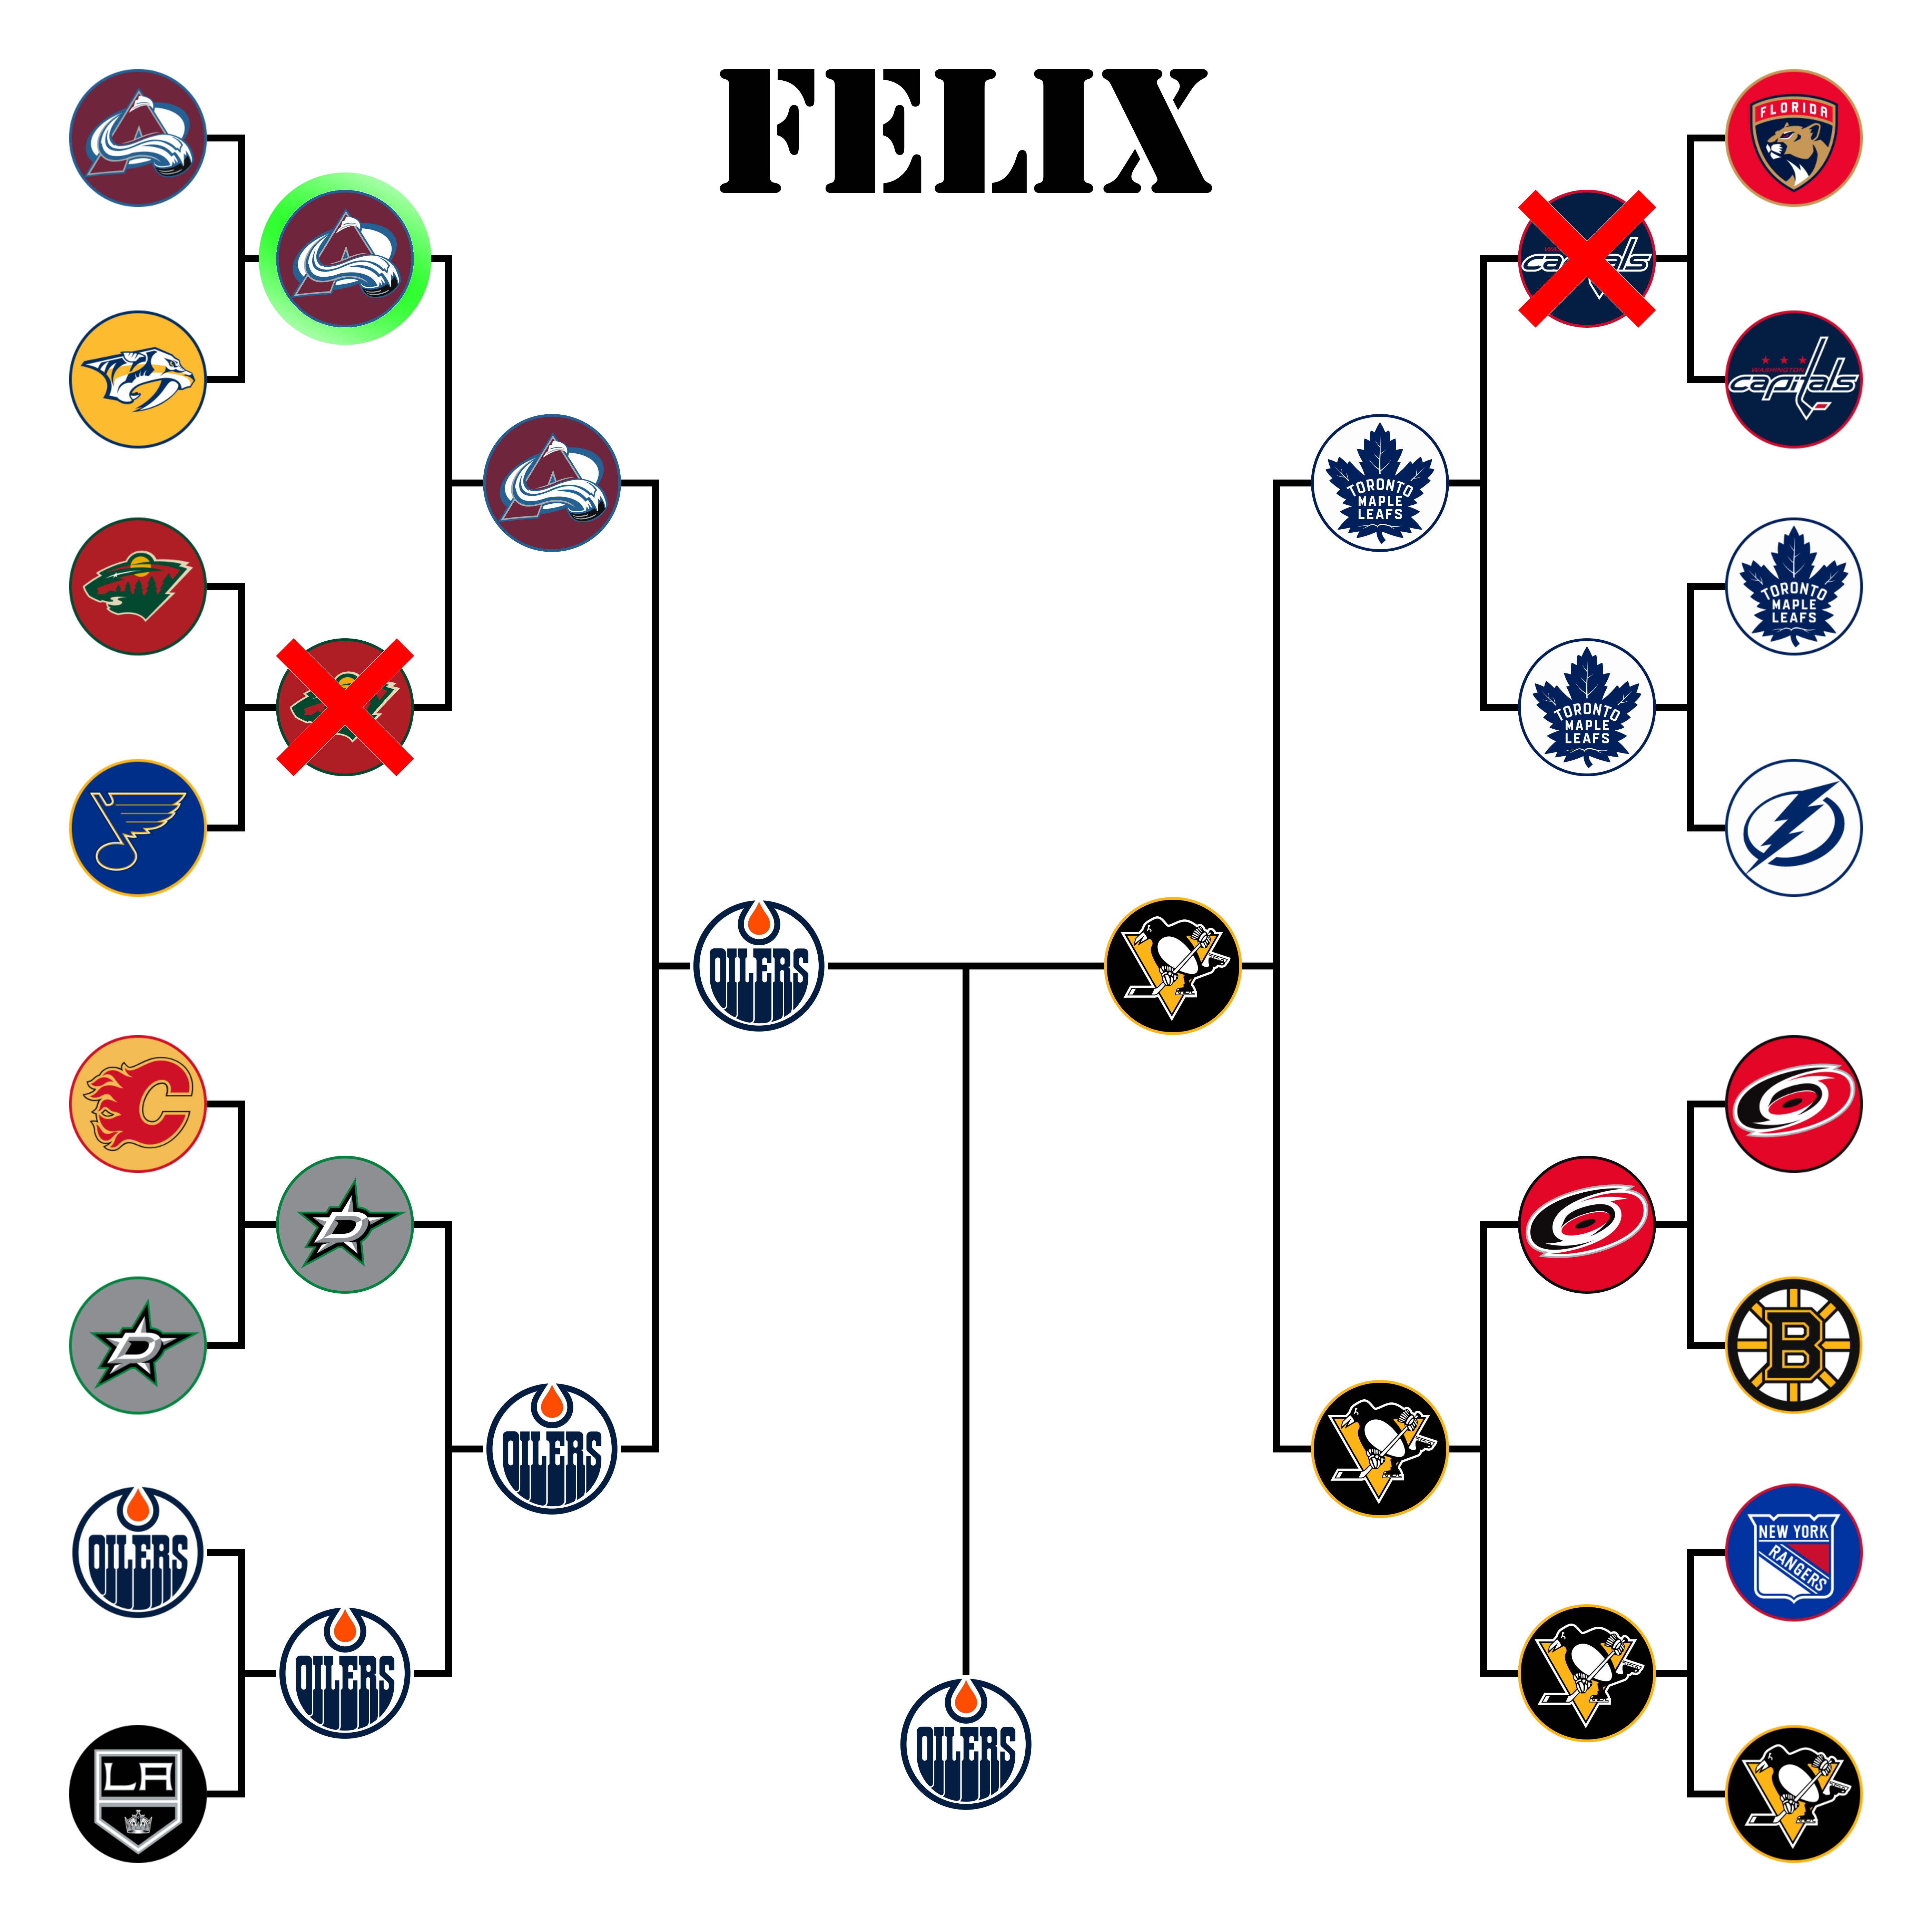 FELIX
FLORIDA
WASHINGTON
capitals
TORONTO
MAPLE
LEAFS
TORONTO
MAPLE
LEAFS
TORONTO
MAPLE
LEAFS
OILERS
C
D
D
B
OILERS
NEW YORK
RANGERS
OILERS
OILERS
OILERS
LA